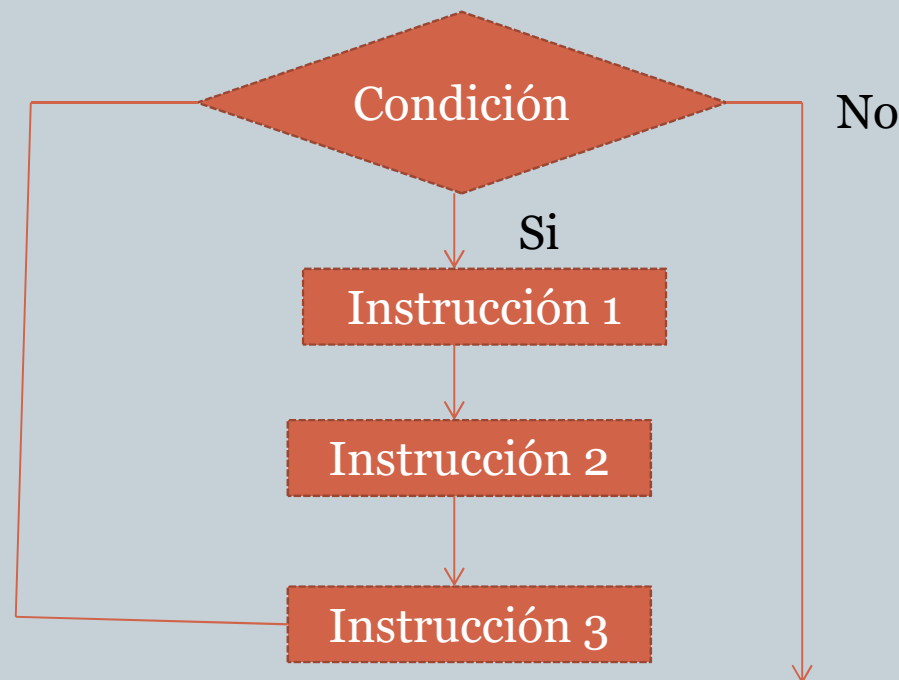 Condición
No
Si
Instrucción 1
Instrucción 2
Instrucción 3